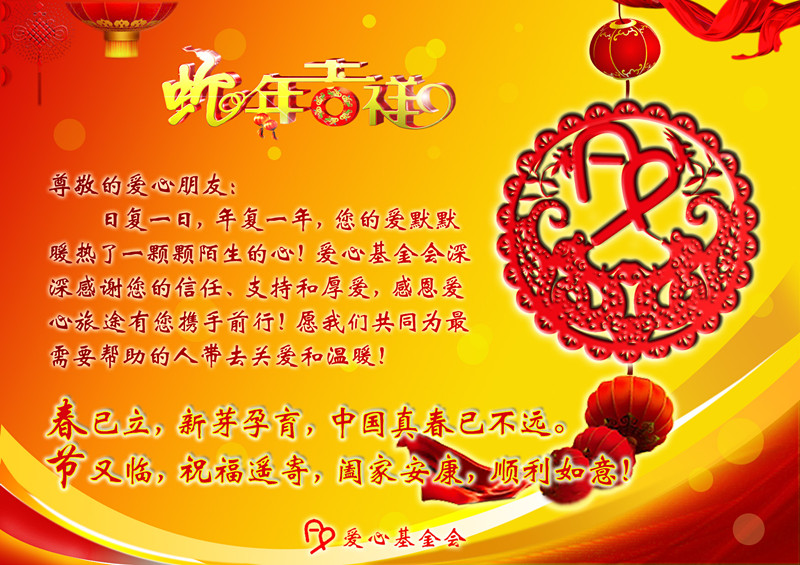 蛇年吉祥
尊敬的爱心朋友：
日复一日，年复一年，您的爱默默
暖热了一颗颗陌生的心！爱心基金会深
深感谢您的信任、支持和厚爱，感恩爱
心旅途有您携手前行！愿我们共同为最
需要帮助的人带去关爱和温暖！
春已立，新芽孕育，中国真春已不远。
节又临，祝福遥寄，阖家安康，顺利如意！
爱心基金会